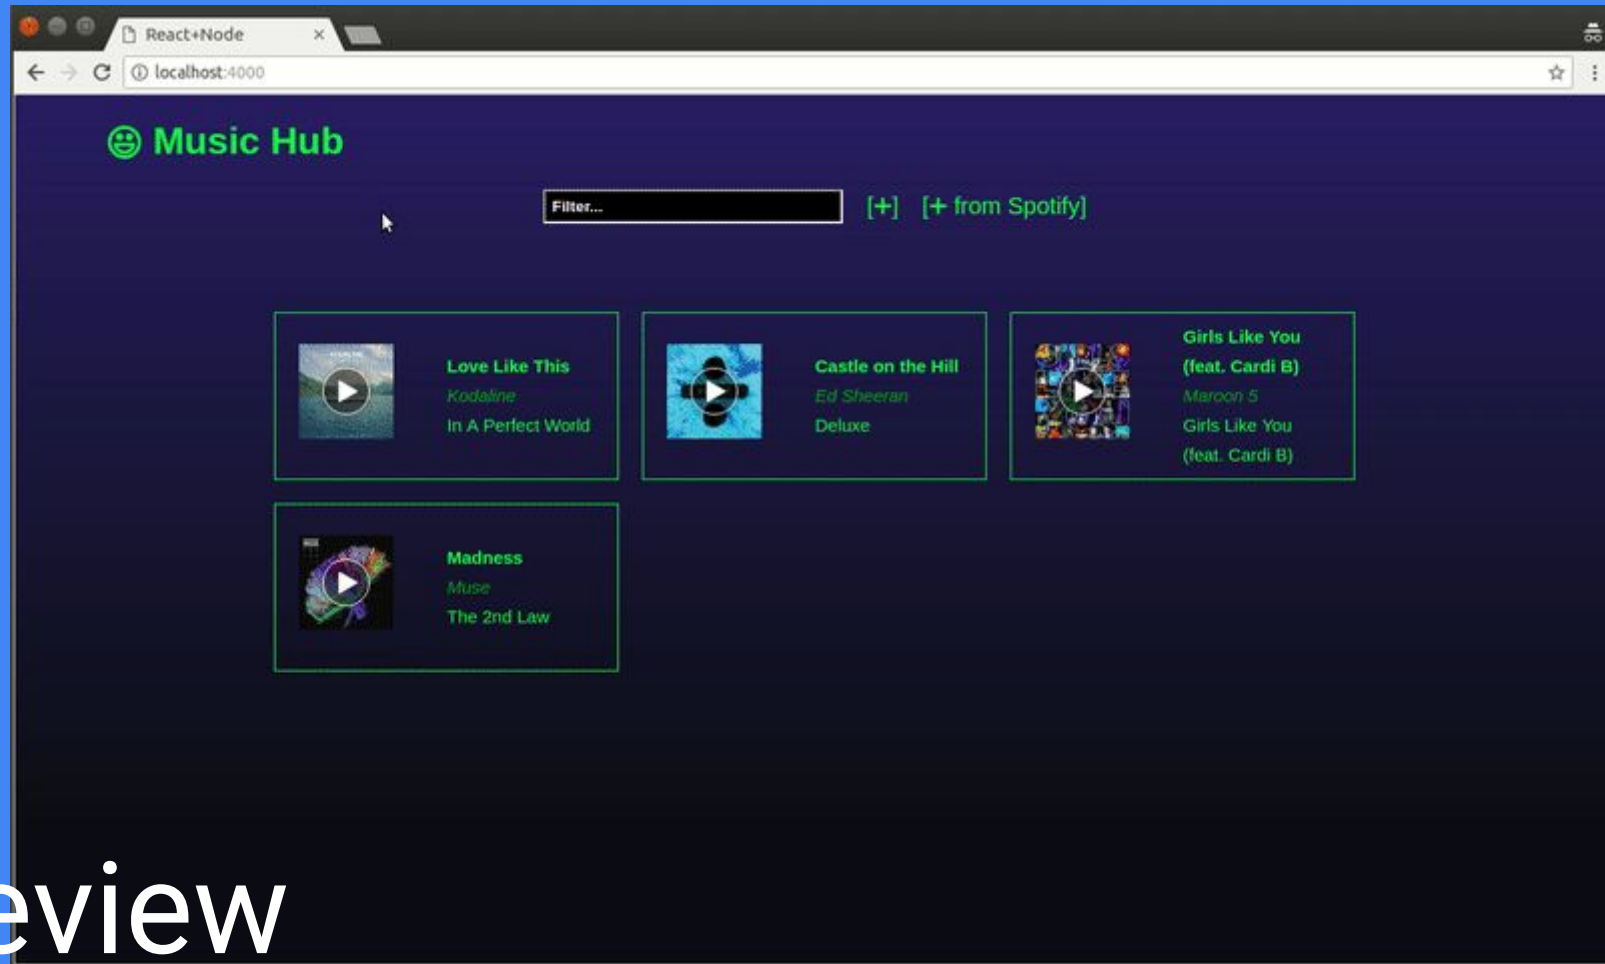 React+Node
localhost:4000
Music Hub
Filter...
[+] [+ from Spotify]
Love Like This
Kodaline
In A Perfect World
Castle on the Hill
Ed Sheeran
Deluxe
Girls Like You
(feat. Cardi B)
Maroon 5
Girls Like You
(feat. Cardi B)
Madness
Muse
The 2nd Law
eview